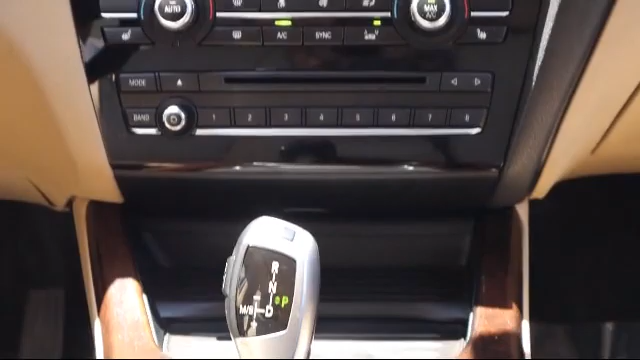 AUTO
MAX
A/C
A/C SYNC
MODE
BAND 1 2 3 4 5 6 7 8
R
N
P
M/S D